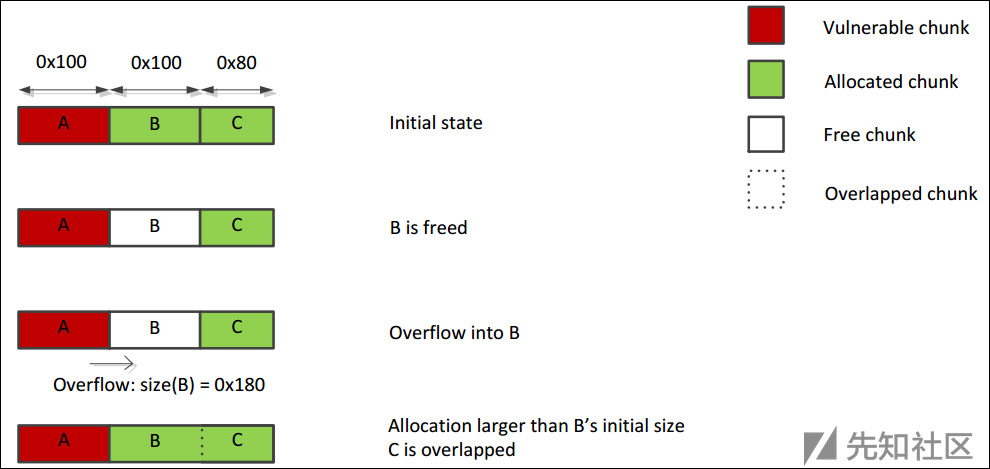 0x100
0x100
0x80
A
B
C
Initial state
A
B
C
B is freed
A
B
C
Overflow into B
Overflow: size(B) = 0x180
A
B
C
Allocation larger than B’s initial size
C is overlapped
Vulnerable chunk
Allocated chunk
Free chunk
Overlapped chunk
先知社区